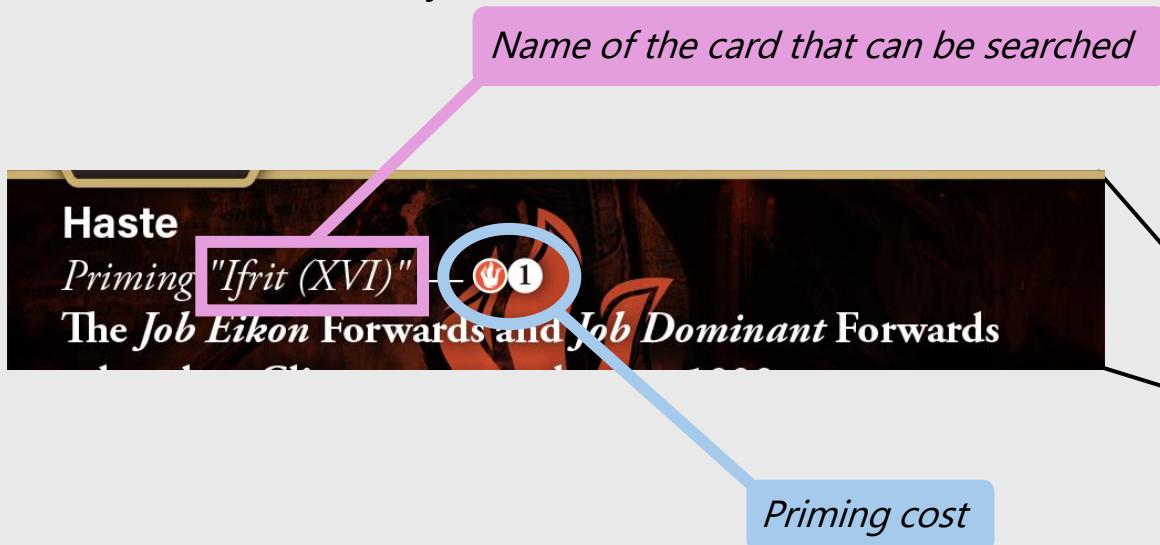 Name of the card that can be searched
Haste
Priming "Ifrit (XVI)" — 1
The Job Eikon Forwards and Job Dominant Forwards
Priming cost